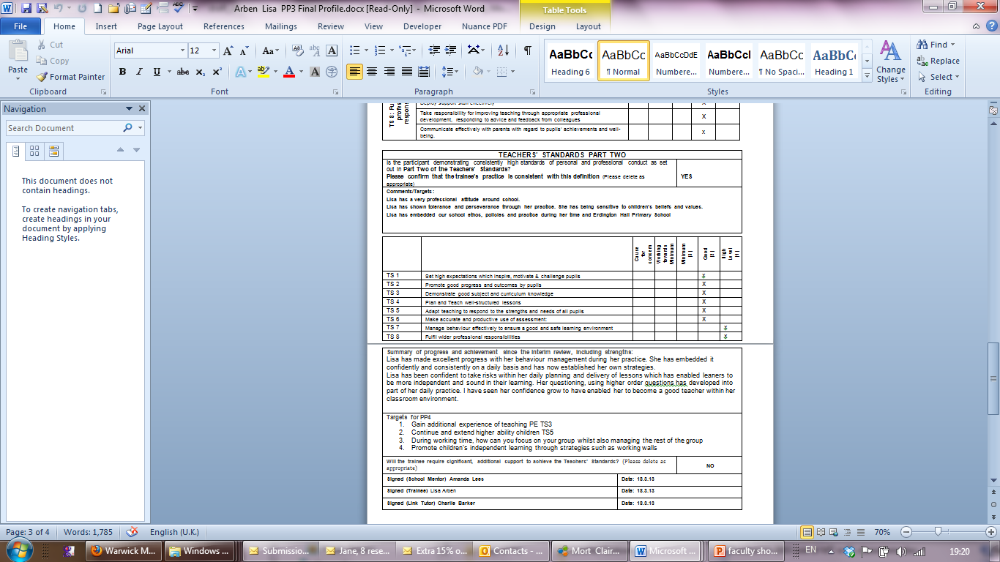 Arben Lisa PP3 Final Profile.docx [Read-Only] - Microsoft Word
Table Tools
File Home Insert Page Layout References Mailings Review View Developer Nuance PDF Design Layout
Paste
Cut
Copy
Format Painter
Clipboard
Arial 12
Font
Paragraph
AaBbCc AaBbCc AaBbCcDdE AaBbCcI AaBbCc AaBbC
Heading 6 ¶ Normal Numbere... Numbere... ¶ No Spaci... Heading 1
Change Styles
Styles
Find
Replace
Select
Editing
Navigation
Search Document
This document does not
contain headings.
To create navigation tabs,
create headings in your
document by applying
Heading Styles.
Deploy support staff effectively X
Take responsibility for improving teaching through appropriate professional
development, responding to advice and feedback from colleagues X
Communicate effectively with parents with regard to pupils' achievements and well-
being. x
TEACHERS' STANDARDS PART TWO
Is the participant demonstrating consistently high standards of personal and professional conduct as set
out in Part Two of the Teachers' Standards?
Please confirm that the trainee's practice is consistent with this definition (Please delete as
appropriate)
YES
Comments/Targets:
Lisa has a very professional attitude around school.
Lisa has shown tolerance and perseverance through her practice. She has being sensitive to children's beliefs and values.
Lisa has embedded our school ethos, policies and practice during her time and Erdington Hall Primary School
Cause for concern
Working towards Minimum
Minimum (3)
Good (2)
High Level (1)
TS 1 Set high expectations which inspire, motivate & challenge pupils x
TS 2 Promote good progress and outcomes by pupils X
TS 3 Demonstrate good subject and curriculum knowledge X
TS 4 Plan and Teach well-structured lessons X
TS 5 Adapt teaching to respond to the strengths and needs of all pupils X
TS 6 Make accurate and productive use of assessment: X
TS 7 Manage behaviour effectively to ensure a good and safe learning environment x
TS 8 Fulfil wider professional responsibilities x
Summary of progress and achievement since the interim review, including strengths:
Lisa has made excellent progress with her behaviour management during her practice. She has embedded it
confidently and consistently on a daily basis and has now established her own strategies.
Lisa has been confident to take risks within her daily planning and delivery of lessons which has enabled leaners to
be more independent and sound in their learning. Her questioning, using higher order questions has developed into
part of her daily practice. I have seen her confidence grow to have enabled her to become a good teacher within her
classroom environment.
Targets for PP4
1. Gain additional experience of teaching PE TS3
2. Continue and extend higher ability children TS5
3. During working time, how can you focus on your group whilst also managing the rest of the group
4. Promote children's independent learning through strategies such as working walls
Will the trainee require significant, additional support to achieve the Teachers' Standards? (Please delete as
appropriate)
NO
Signed (School Mentor) Amanda Lees Date: 18.3.13
Signed (Trainee) Lisa Arben Date: 18.3.13
Signed (Link Tutor) Charlie Barker Date: 18.3.13
Page: 3 of 4 Words: 1,785 English (U.K.) 70%
Warwick M... Windows ... Submissio... Jane, 8 rese... Extra 15% o... Contacts - ... Mort Clair... Microsoft ... faculty sho... EN 19:20